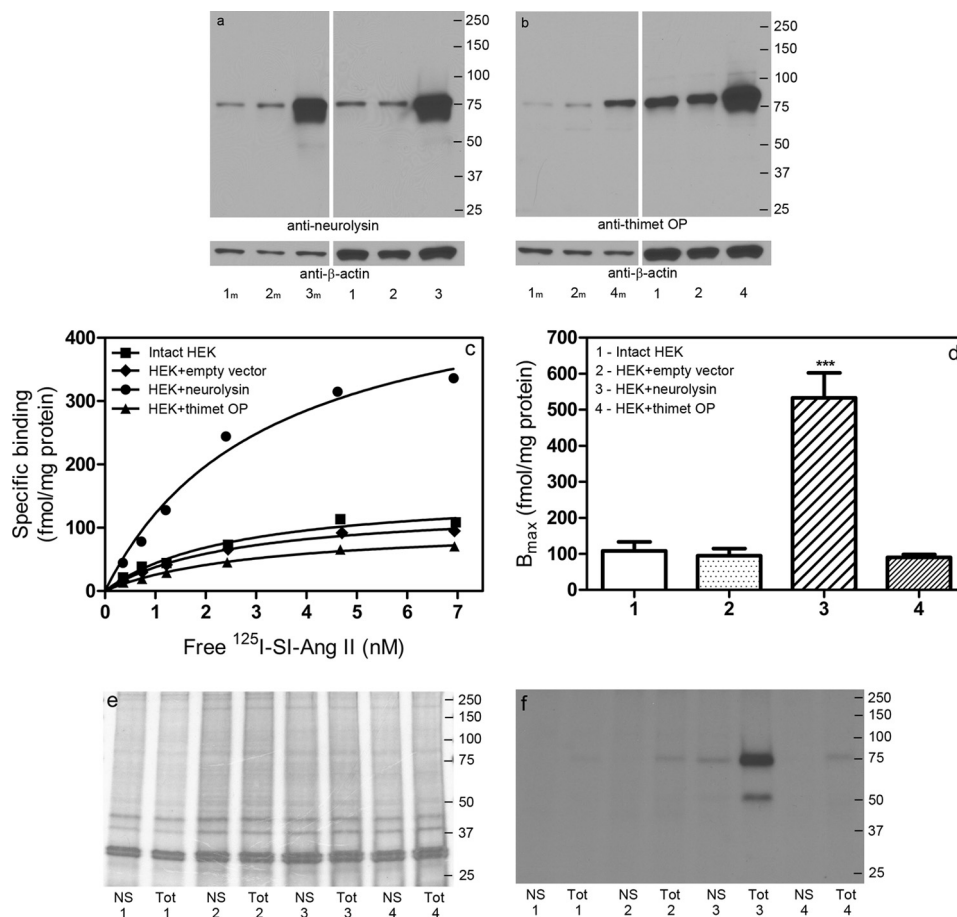 a
250
150
100
75
50
37
25
anti-neurolysin
anti-β-actin
1m 2m 3m 1 2 3
b
250
150
100
75
50
37
25
anti-thimet OP
anti-β-actin
1m 2m 4m 1 2 4
c
Intact HEK
HEK+empty vector
HEK+neurolysin
HEK+thimet OP
400
300
200
100
0
Specific binding
(fmol/mg protein)
0 1 2 3 4 5 6 7
Free 125I-SI-Ang II (nM)
d
1 - Intact HEK
2 - HEK+empty vector
3 - HEK+neurolysin
4 - HEK+thimet OP
***
700
600
500
400
300
200
100
0
Bmax (fmol/mg protein)
1 2 3 4
e
250
150
100
75
50
37
25
NS Tot NS Tot NS Tot NS Tot
1 1 2 2 3 3 4 4
f
250
150
100
75
50
37
25
NS Tot NS Tot NS Tot NS Tot
1 1 2 2 3 3 4 4